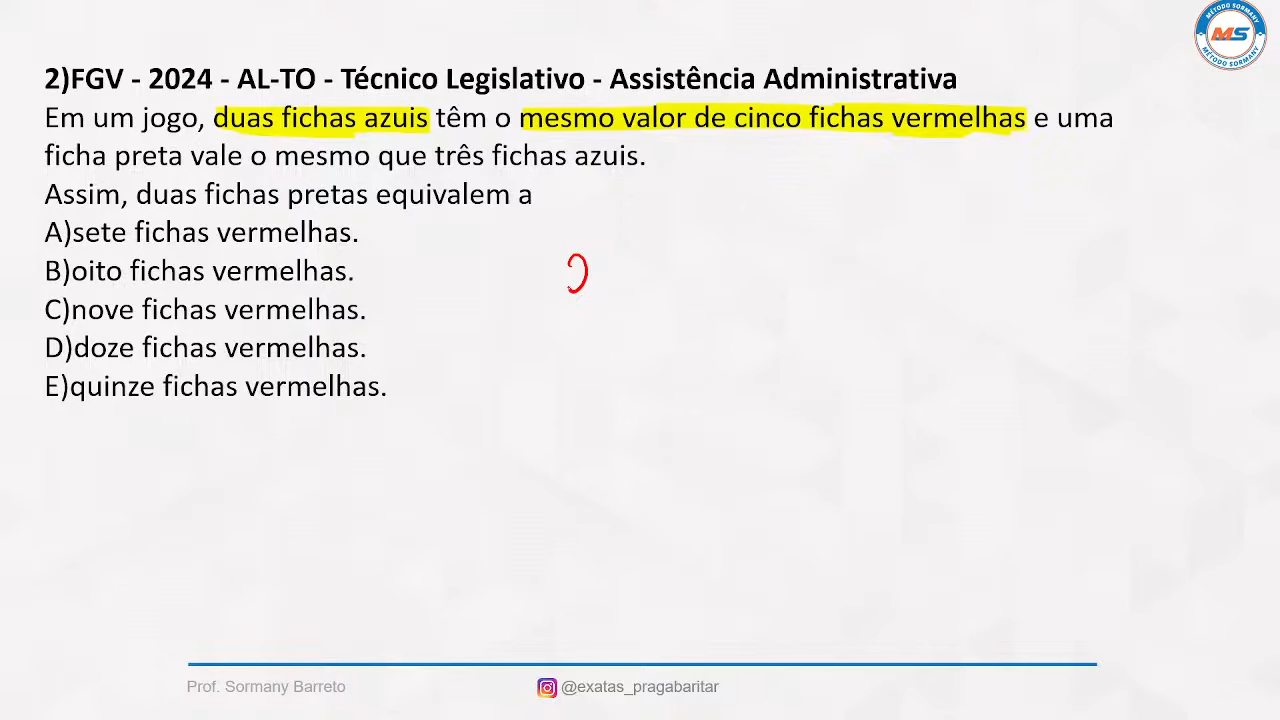 MÉTODO SORMANY
MS
MÉTODO SORMANY
2)FGV - 2024 - AL-TO - Técnico Legislativo - Assistência Administrativa
Em um jogo, duas fichas azuis têm o mesmo valor de cinco fichas vermelhas e uma
ficha preta vale o mesmo que três fichas azuis.
Assim, duas fichas pretas equivalem a
A)sete fichas vermelhas.
B)oito fichas vermelhas.
C)nove fichas vermelhas.
D)doze fichas vermelhas.
E)quinze fichas vermelhas.
Prof. Sormany Barreto
@exatas_pragabaritar